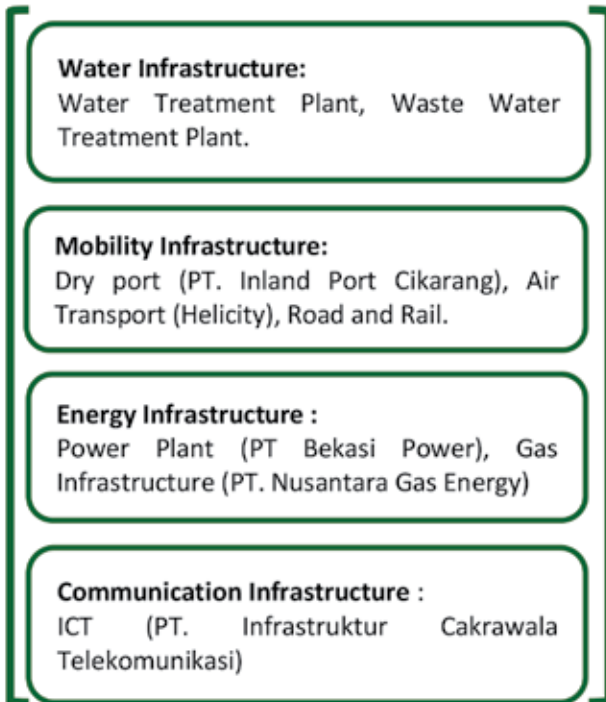 Water Infrastructure:
Water Treatment Plant, Waste Water
Treatment Plant.
Mobility Infrastructure:
Dry port (PT. Inland Port Cikarang), Air
Transport (Helicity), Road and Rail.
Energy Infrastructure :
Power Plant (PT Bekasi Power), Gas
Infrastructure (PT. Nusantara Gas Energy)
Communication Infrastructure :
ICT (PT. Infrastruktur Cakrawala
Telekomunikasi)